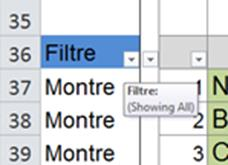 35
36 Filtre
37 Montre 1 N
Filtre:
(Showing All)
38 Montre 2 B
39 Montre 3 C